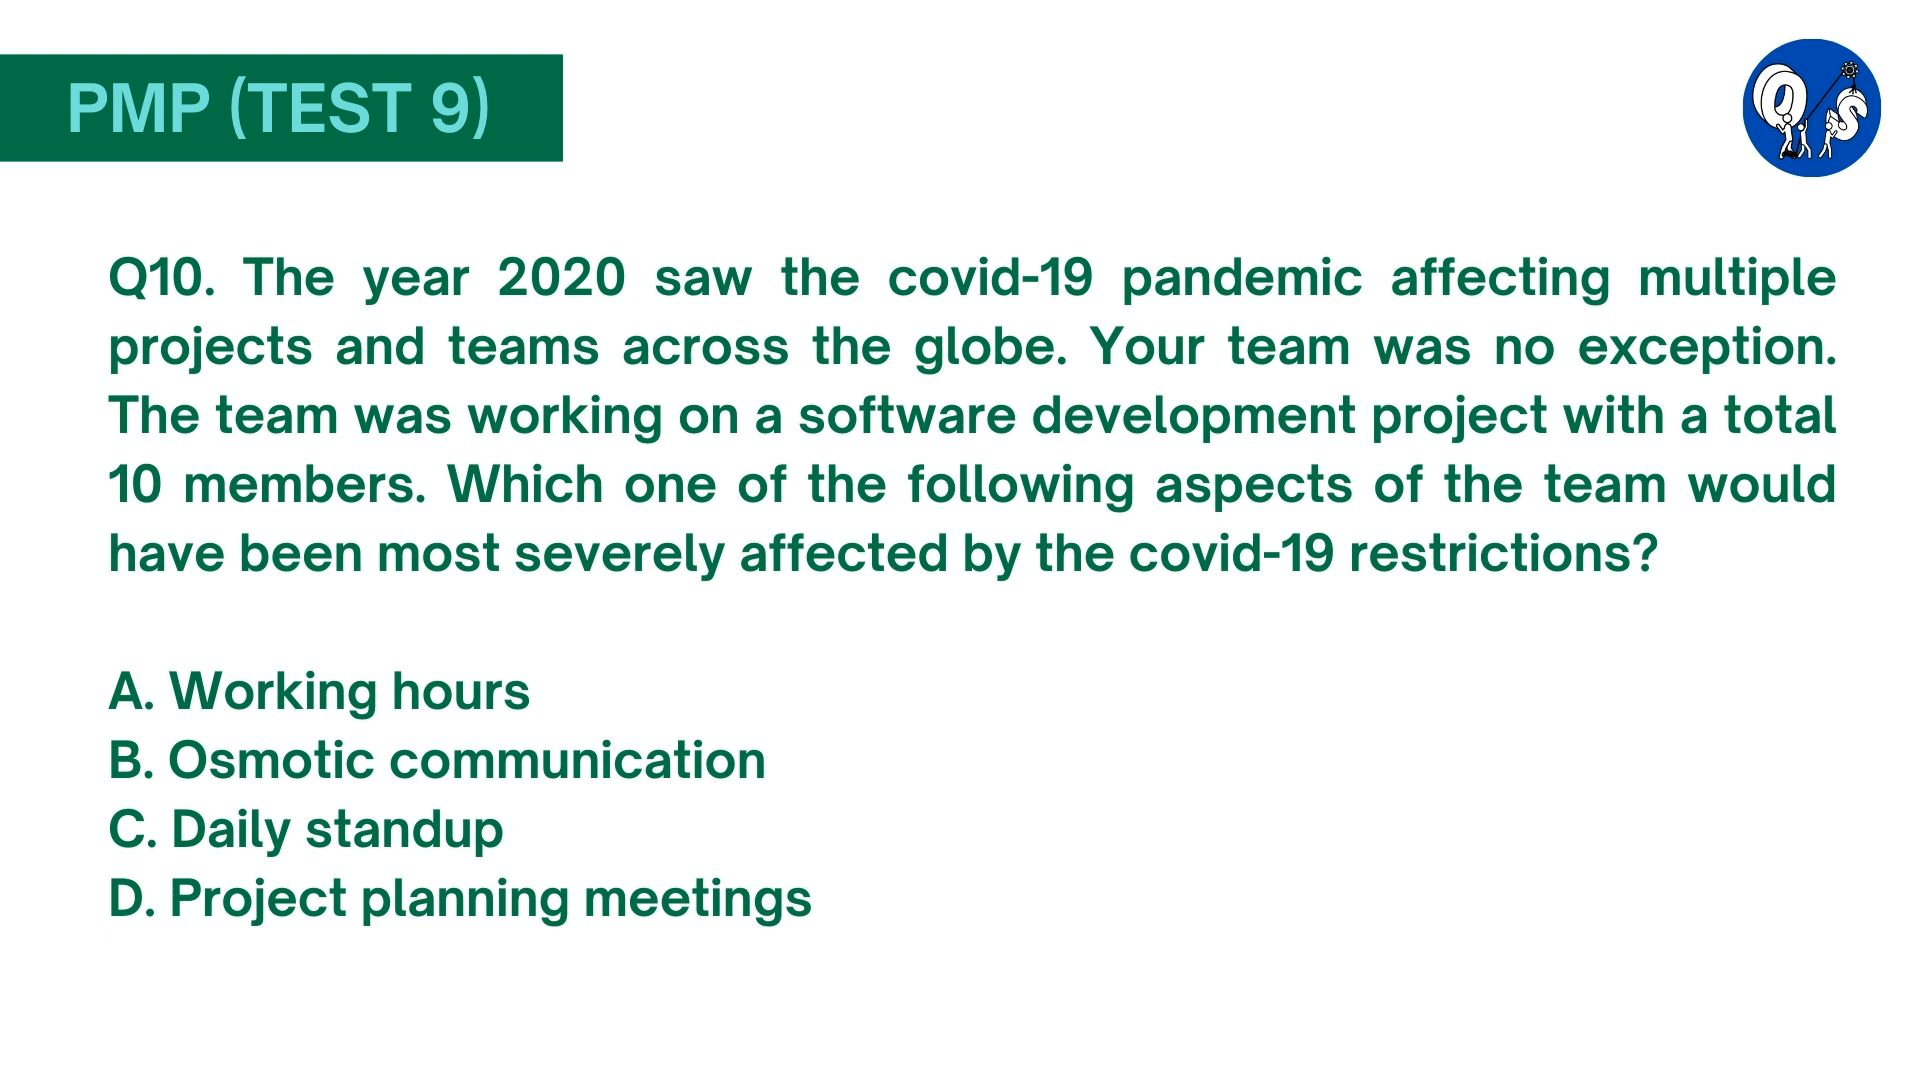 PMP (TEST 9)
QS
Q10. The year 2020 saw the covid-19 pandemic affecting multiple
projects and teams across the globe. Your team was no exception.
The team was working on a software development project with a total
10 members. Which one of the following aspects of the team would
have been most severely affected by the covid-19 restrictions?
A. Working hours
B. Osmotic communication
C. Daily standup
D. Project planning meetings